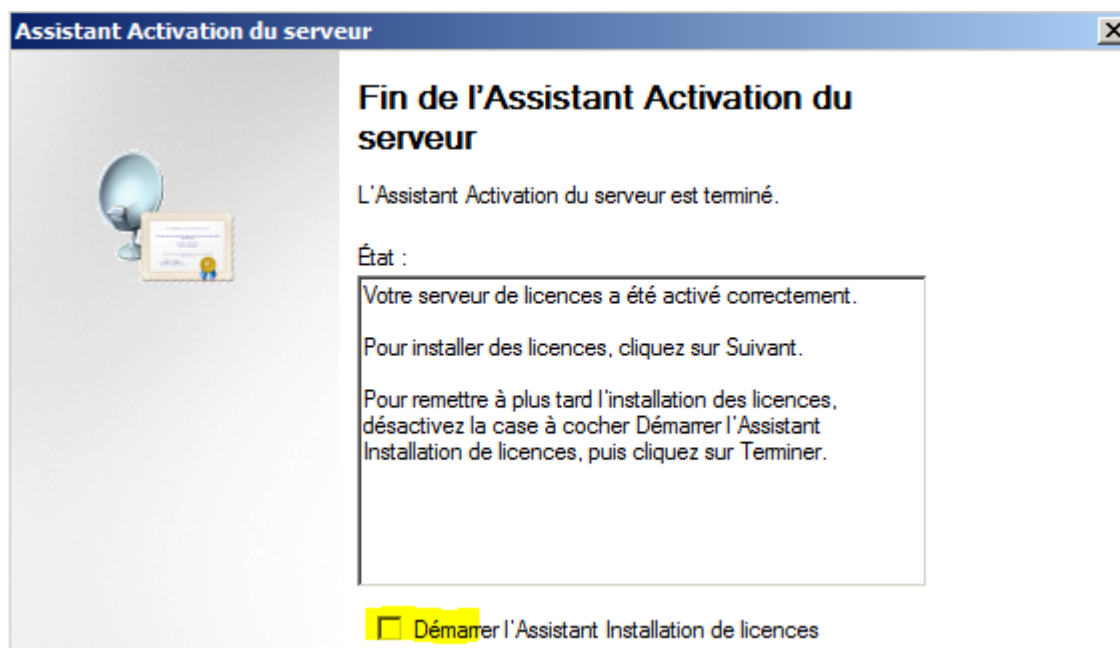 Assistant Activation du serveur
Fin de l'Assistant Activation du
serveur
L'Assistant Activation du serveur est terminé.
État :
Votre serveur de licences a été activé correctement.
Pour installer des licences, cliquez sur Suivant.
Pour remettre à plus tard l'installation des licences,
désactivez la case à cocher Démarrer l'Assistant
Installation de licences, puis cliquez sur Terminer.
Démarrer l'Assistant Installation de licences